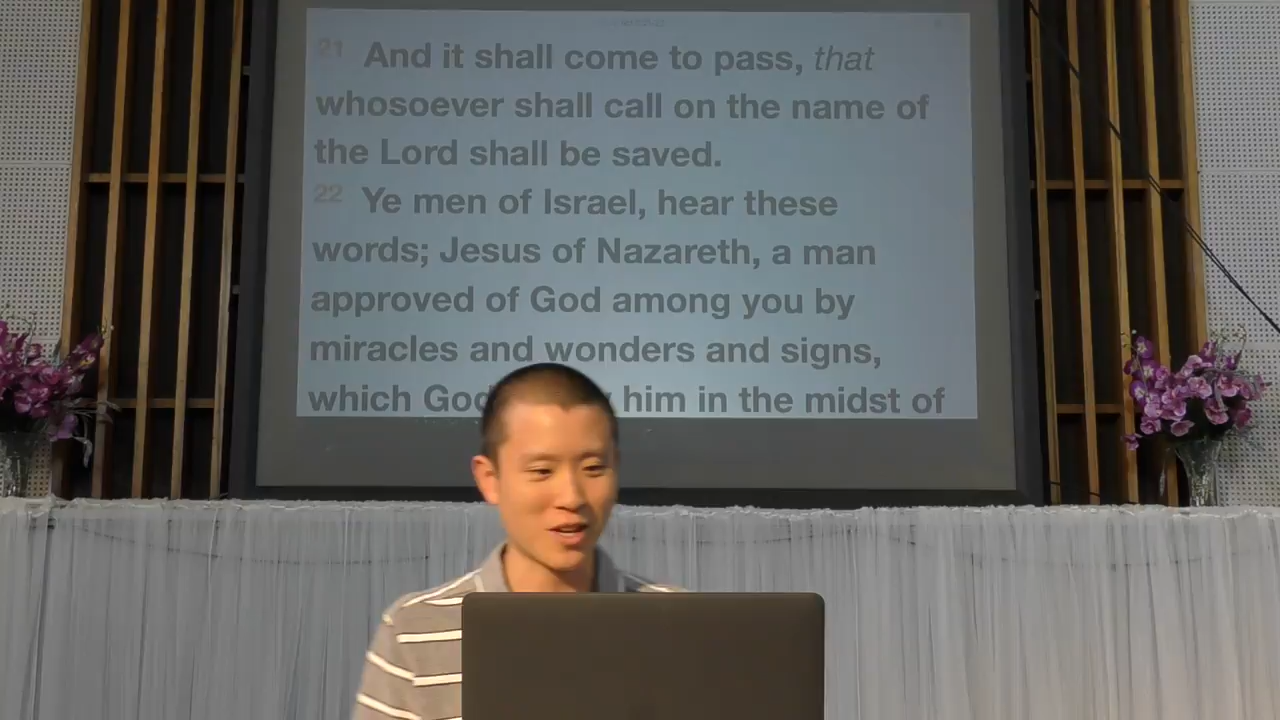 21 And it shall come to pass, that
whosoever shall call on the name of
the Lord shall be saved.
22 Ye men of Israel, hear these
words; Jesus of Nazareth, a man
approved of God among you by
miracles and wonders and signs,
which God him in the midst of